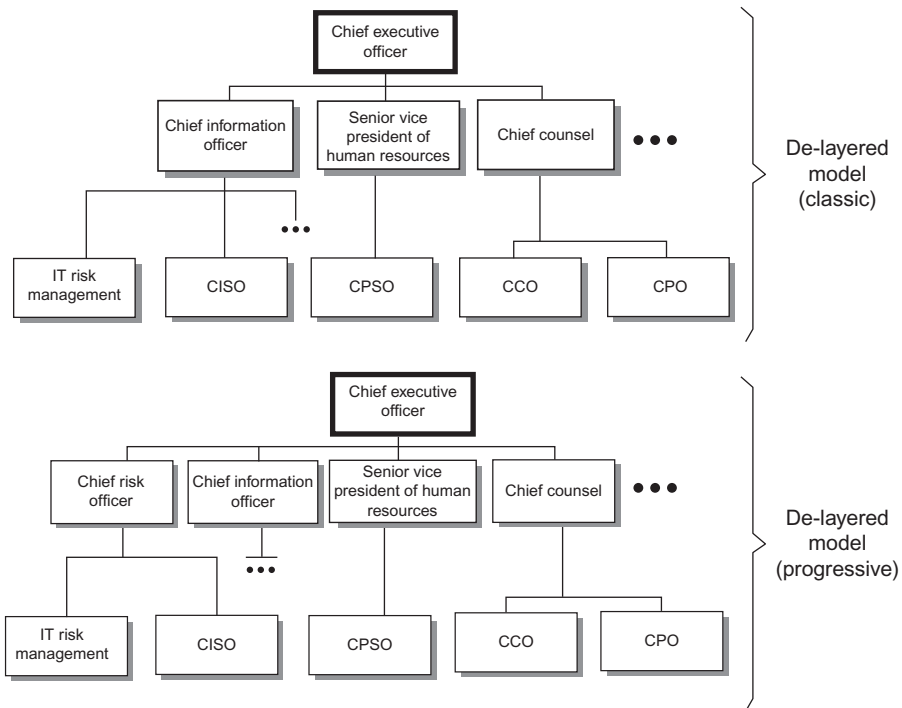 Chief executive
officer
Chief information
officer
Senior vice
president of
human resources
Chief counsel
•••
De-layered
model
(classic)
•••
IT risk
management
CISO
CPSO
CCO
CPO
Chief executive
officer
Chief risk
officer
Chief information
officer
Senior vice
president of human
resources
Chief counsel
•••
De-layered
model
(progressive)
•••
IT risk
management
CISO
CPSO
CCO
CPO